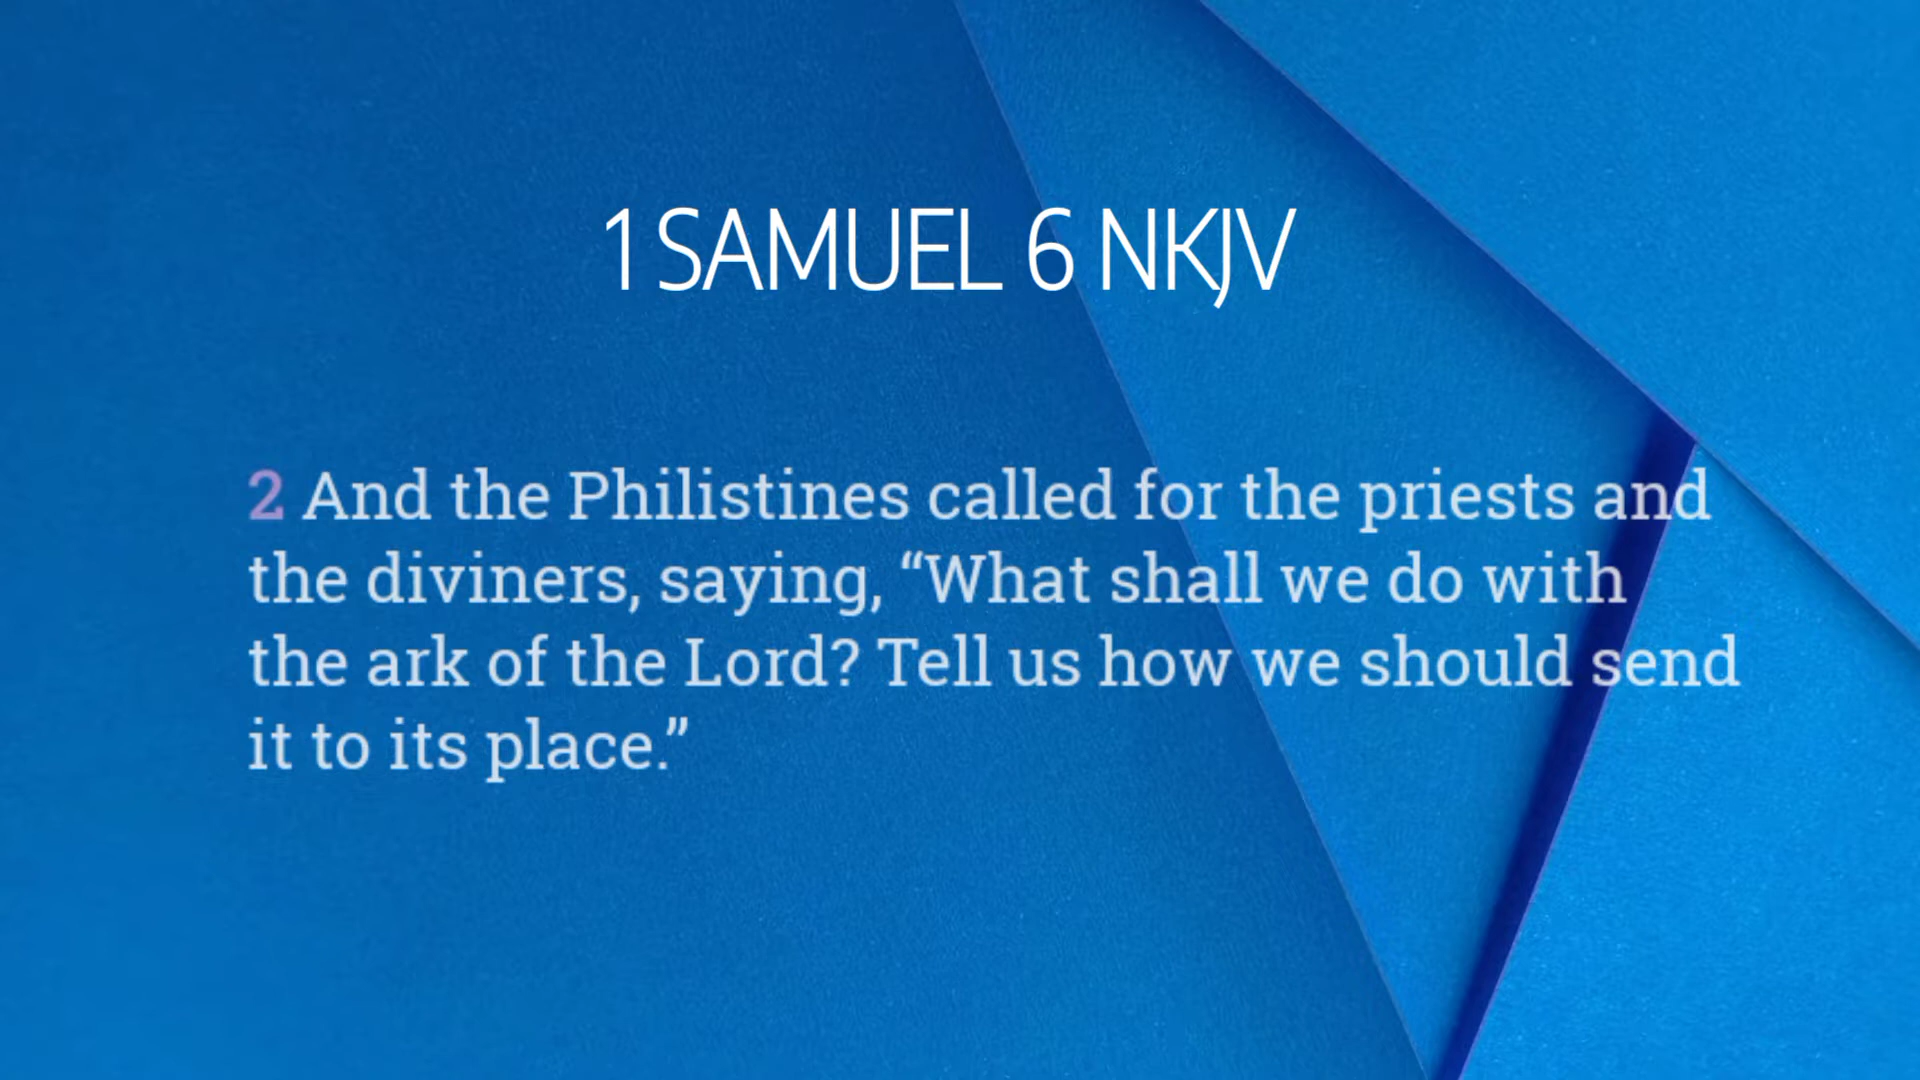 1 SAMUEL 6 NKJV
2 And the Philistines called for the priests and
the diviners, saying, “What shall we do with
the ark of the Lord? Tell us how we should send
it to its place.”